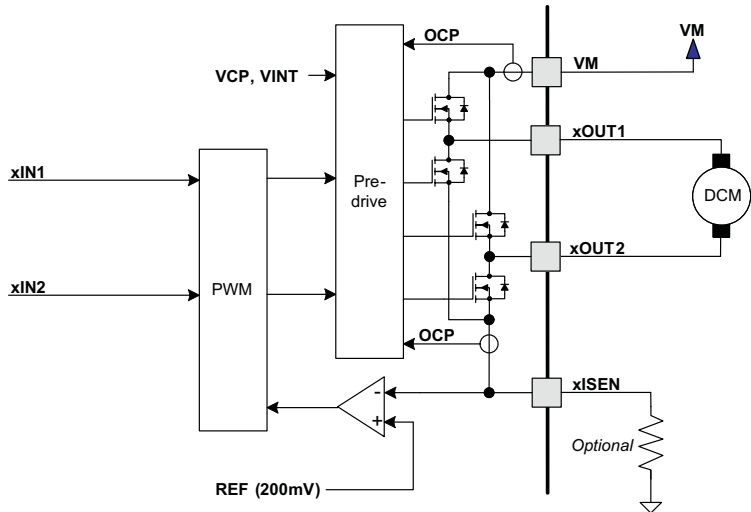 OCP
VM
VCP, VINT
VM
xOUT1
xIN1
Pre-
drive
DCM
xOUT2
xIN2
PWM
OCP
xISEN
-
+
Optional
REF (200mV)